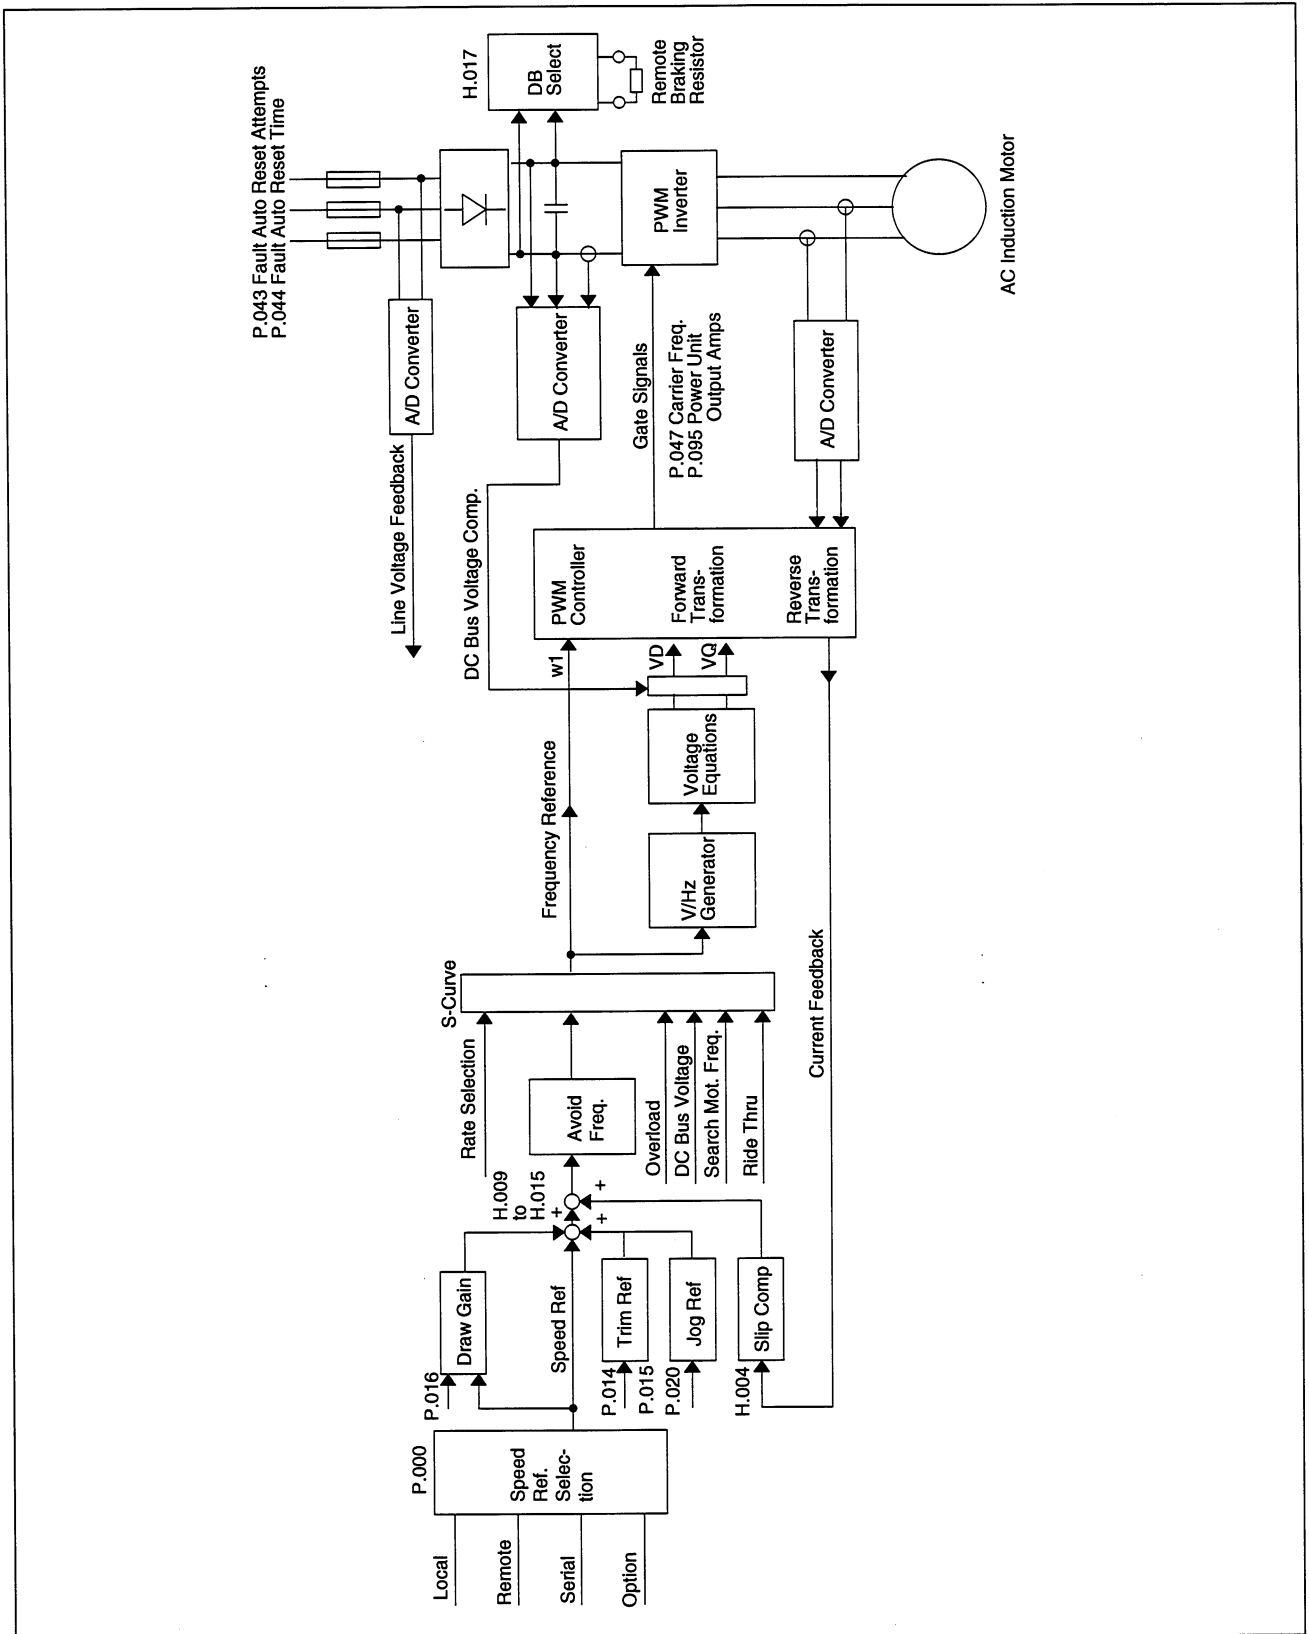 P.043 Fault Auto Reset Attempts
P.044 Fault Auto Reset Time
H.017
DB
Select
Remote
Braking
Resistor
A/D Converter
Line Voltage Feedback
A/D Converter
DC Bus Voltage Comp.
PWM
Inverter
Gate Signals
P.047 Carrier Freq.
P.095 Power Unit
Output Amps
AC Induction Motor
A/D Converter
PWM
Controller
Forward
Trans-
formation
Reverse
Trans-
formation
w1
VD
VQ
Voltage
Equations
V/Hz
Generator
Frequency Reference
Current Feedback
S-Curve
Rate Selection
Avoid
Freq.
Overload
DC Bus Voltage
Search Mot. Freq.
Ride Thru
H.009
to
H.015
+
+
+
Draw Gain
P.016
Speed Ref
Trim Ref
P.014
P.015
Jog Ref
P.020
Slip Comp
H.004
P.000
Speed
Ref.
Selec-
tion
Local
Remote
Serial
Option